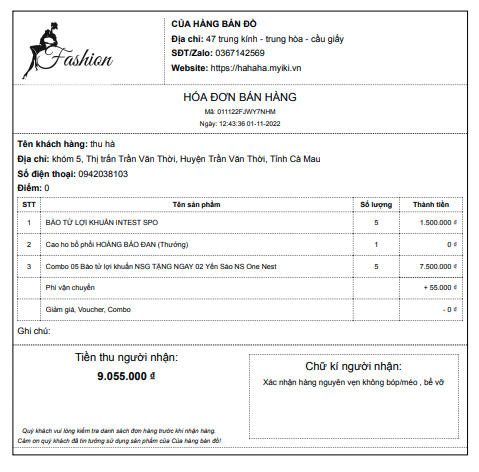 Fashion
CỦA HÀNG BÁN ĐÒ
Địa chỉ: 47 trung kính - trung hòa - cầu giấy
SĐT/Zalo: 0367142569
Website: https://hahaha.myiki.vn
HÓA ĐƠN BÁN HÀNG
Mã: 011122FJWY7NHM
Ngày: 12:43:36 01-11-2022
Tên khách hàng: thu hà
Địa chỉ: khóm 5, Thị trấn Trần Văn Thời, Huyện Trần Văn Thời, Tỉnh Cà Mau
Số điện thoại: 0942038103
Điểm: 0
STT Tên sản phẩm Số lượng Thành tiền
1 BÀO TỬ LỢI KHUẨN INTEST SPO 5 1.500.000 đ
2 Cao ho bổ phổi HOÀNG BẢO ĐAN (Thưởng) 1 0 đ
3 Combo 05 Bào tử lợi khuẩn NSG TẶNG NGAY 02 Yến Sào NS One Nest 5 7.500.000 đ
Phí vận chuyển + 55.000 đ
Giảm giá, Voucher, Combo - 0 đ
Ghi chú:
Tiền thu người nhận:
9.055.000 đ
Chữ kí người nhận:
Xác nhận hàng nguyên vẹn không bóp/méo , bể vỡ
Quý khách vui lòng kiểm tra danh sách đơn hàng trước khi nhận hàng.
Cảm ơn quý khách đã tin tưởng sử dụng sản phẩm của Của hàng bán đò!